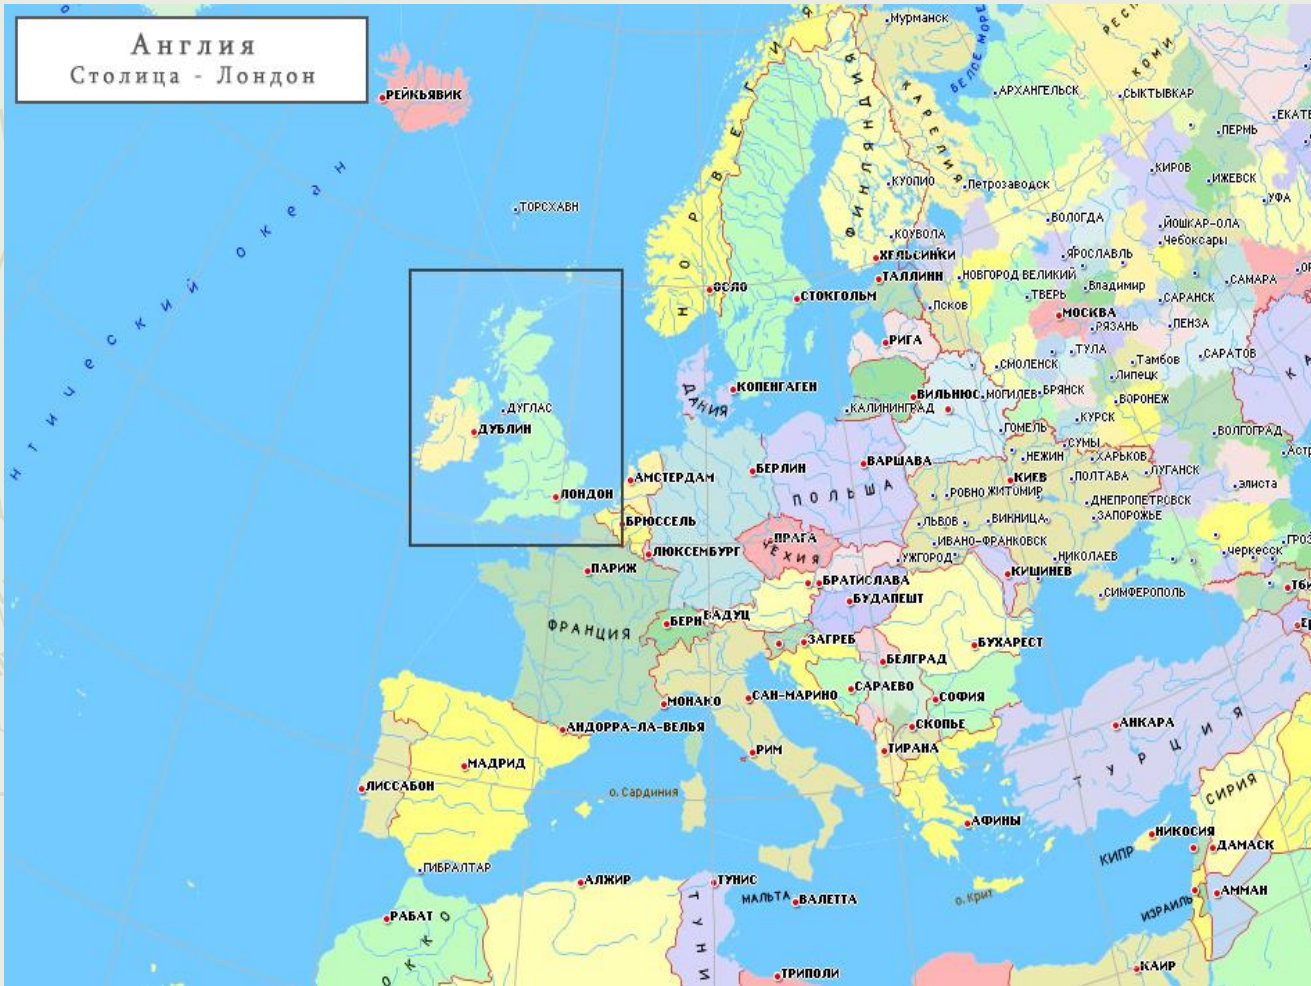 Англия
Столица - Лондон
РЕЙКЬЯВИК
Мурманск
БЕЛОЕ МОРЕ
КОМИ
АРХАНГЕЛЬСК
СЫКТЫВКАР
КАРЕЛИЯ
ФИНЛЯНДИЯ
НОРВЕГИЯ
ПЕРМЬ
КИРОВ
ИЖЕВСК
УФА
КУОПИО
Петрозаводск
ТОРСХАВН
ВОЛОГДА
ЙОШКАР-ОЛА
Чебоксары
КОУВОЛА
ХЕЛЬСИНКИ
ЯРОСЛАВЛЬ
ТАЛЛИНН
НОВГОРОД ВЕЛИКИЙ
Владимир
САМАРА
ОСЛО
СТОКГОЛЬМ
ТВЕРЬ
САРАНСК
Псков
МОСКВА
РЯЗАНЬ
ПЕНЗА
РИГА
ТУЛА
САРАТОВ
СМОЛЕНСК
Тамбов
Липецк
КОПЕНГАГЕН
ДАНИЯ
ВИЛЬНЮС
МОГИЛЕВ
БРЯНСК
ВОРОНЕЖ
КАЛИНИНГРАД
КУРСК
ДУГЛАС
ДУБЛИН
ГОМЕЛЬ
ВОЛГОГРАД
СУМЫ
НЕЖИН
ХАРЬКОВ
БЕРЛИН
ВАРШАВА
ЛУГАНСК
АМСТЕРДАМ
КИЕВ
ПОЛТАВА
ЭЛИСТА
ПОЛЬША
ЛОНДОН
РОВНО
ЖИТОМИР
ДНЕПРОПЕТРОВСК
ЗАПОРОЖЬЕ
БРЮССЕЛЬ
ЛЬВОВ
ВИННИЦА
ПРАГА
ЧЕХИЯ
ИВАНО-ФРАНКОВСК
ЛЮКСЕМБУРГ
УЖГОРОД
НИКОЛАЕВ
Черкесск
ПАРИЖ
БРАТИСЛАВА
КИШИНЕВ
БУДАПЕШТ
СИМФЕРОПОЛЬ
ВАДУЦ
БЕРН
ФРАНЦИЯ
ЗАГРЕБ
БУХАРЕСТ
БЕЛГРАД
САРАЕВО
МОНАКО
САН-МАРИНО
СОФИЯ
АНДОРРА-ЛА-ВЕЛЬЯ
СКОПЬЕ
АНКАРА
ТУРЦИЯ
РИМ
ТИРАНА
МАДРИД
ЛИССАБОН
о. Сардиния
СИРИЯ
АФИНЫ
НИКОСИЯ
КИПР
ДАМАСК
ГИБРАЛТАР
АЛЖИР
ТУНИС
МАЛЬТА
ВАЛЕТТА
о. Крит
АММАН
ИЗРАИЛЬ
РАБАТ
ТРИПОЛИ
КАИР